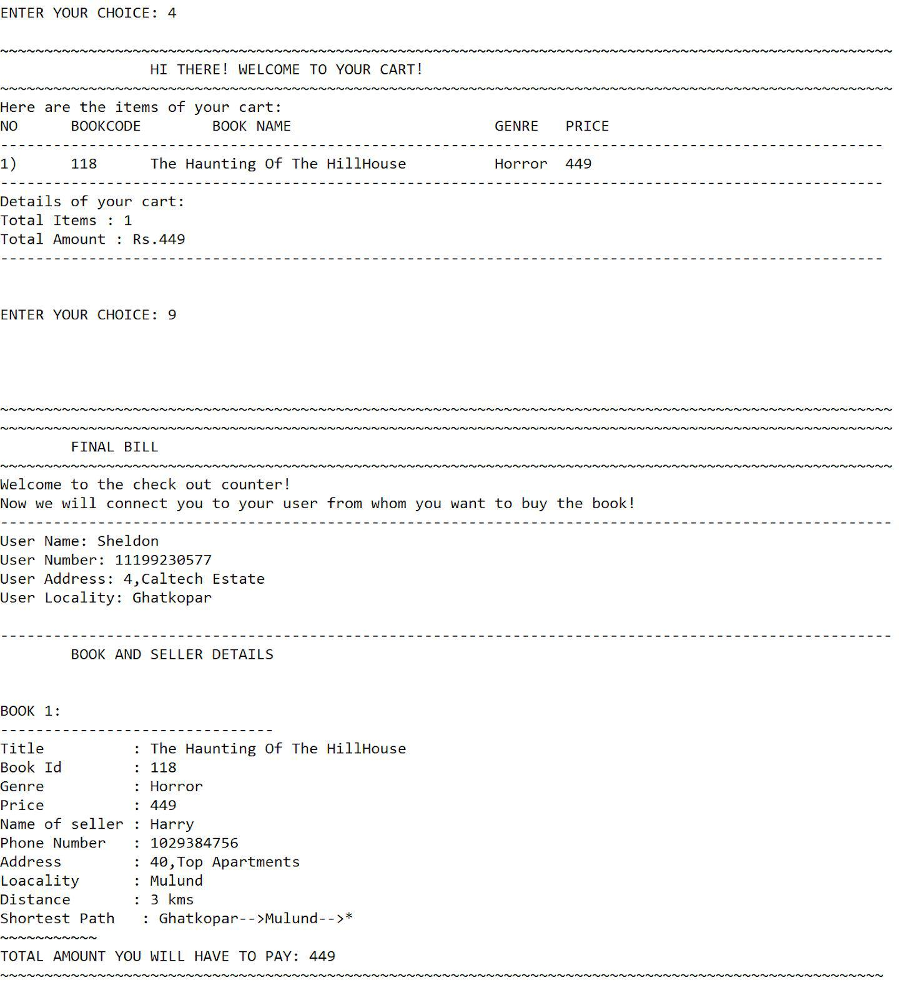 ENTER YOUR CHOICE: 4
~~~~~~~~~~~~~~~~~~~~~~~~~~~~~~~~~~~~~~~~~~~~~~~~~~~~~~~~~~~~~~~~~~~~~~~~~~~~~~~~~~~~~~~~~~~~~~~~~~~~~
HI THERE! WELCOME TO YOUR CART!
~~~~~~~~~~~~~~~~~~~~~~~~~~~~~~~~~~~~~~~~~~~~~~~~~~~~~~~~~~~~~~~~~~~~~~~~~~~~~~~~~~~~~~~~~~~~~~~~~~~~~
Here are the items of your cart:
NO      BOOKCODE        BOOK NAME                       GENRE   PRICE
----------------------------------------------------------------------------------------------------
1)      118      The Haunting Of The HillHouse          Horror  449
----------------------------------------------------------------------------------------------------
Details of your cart:
Total Items : 1
Total Amount : Rs.449
----------------------------------------------------------------------------------------------------
ENTER YOUR CHOICE: 9
~~~~~~~~~~~~~~~~~~~~~~~~~~~~~~~~~~~~~~~~~~~~~~~~~~~~~~~~~~~~~~~~~~~~~~~~~~~~~~~~~~~~~~~~~~~~~~~~~~~~~
~~~~~~~~~~~~~~~~~~~~~~~~~~~~~~~~~~~~~~~~~~~~~~~~~~~~~~~~~~~~~~~~~~~~~~~~~~~~~~~~~~~~~~~~~~~~~~~~~~~~~
FINAL BILL
~~~~~~~~~~~~~~~~~~~~~~~~~~~~~~~~~~~~~~~~~~~~~~~~~~~~~~~~~~~~~~~~~~~~~~~~~~~~~~~~~~~~~~~~~~~~~~~~~~~~~
Welcome to the check out counter!
Now we will connect you to your user from whom you want to buy the book!
-----------------------------------------------------------------------------------------------------
User Name: Sheldon
User Number: 11199230577
User Address: 4,Caltech Estate
User Locality: Ghatkopar
-----------------------------------------------------------------------------------------------------
BOOK AND SELLER DETAILS
BOOK 1:
-------------------------------
Title          : The Haunting Of The HillHouse
Book Id        : 118
Genre          : Horror
Price          : 449
Name of seller : Harry
Phone Number   : 1029384756
Address        : 40,Top Apartments
Loacality      : Mulund
Distance       : 3 kms
Shortest Path   : Ghatkopar-->Mulund-->*
~~~~~~~~~~~
TOTAL AMOUNT YOU WILL HAVE TO PAY: 449
~~~~~~~~~~~~~~~~~~~~~~~~~~~~~~~~~~~~~~~~~~~~~~~~~~~~~~~~~~~~~~~~~~~~~~~~~~~~~~~~~~~~~~~~~~~~~~~~~~~~